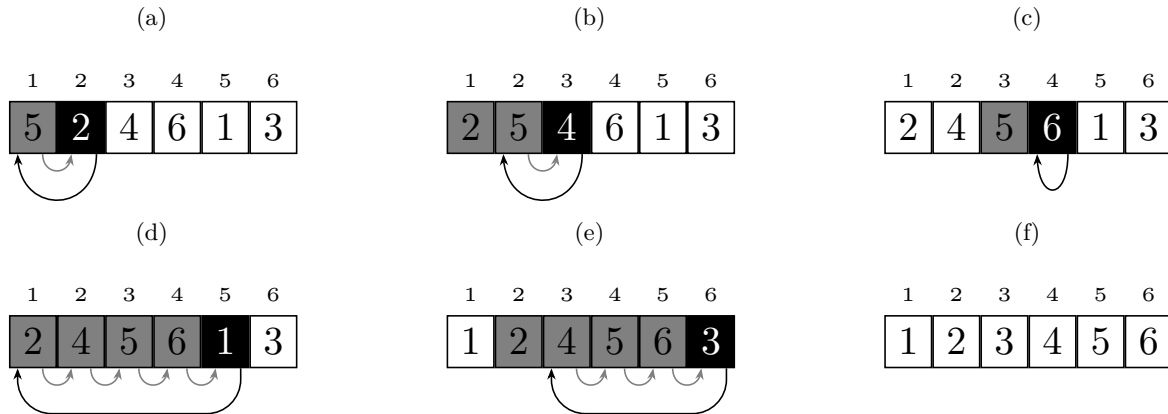 (a) (b) (c)
1 2 3 4 5 6 1 2 3 4 5 6 1 2 3 4 5 6
5 2 4 6 1 3 2 5 4 6 1 3 2 4 5 6 1 3
(d) (e) (f)
1 2 3 4 5 6 1 2 3 4 5 6 1 2 3 4 5 6
2 4 5 6 1 3 1 2 4 5 6 3 1 2 3 4 5 6